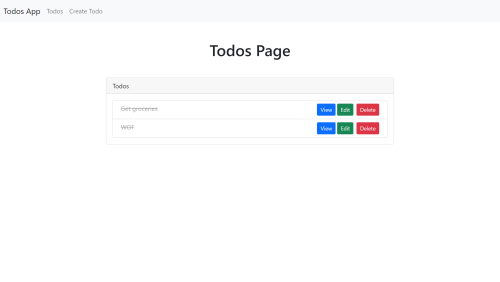 Todos App Todos Create Todo
Todos Page
Todos
Get groceries View Edit Delete
WOF View Edit Delete